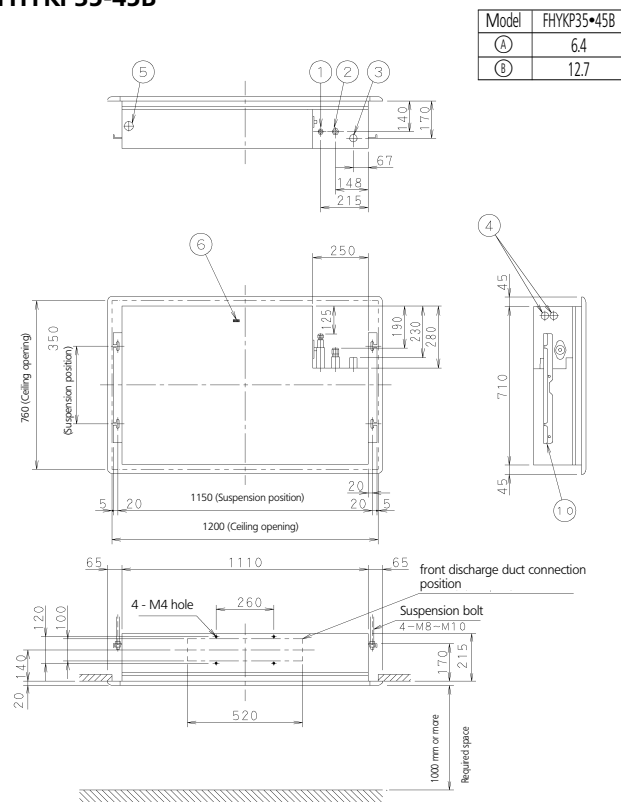 Model FHYKP35•45B
A 6.4
B 12.7
5
1
2
3
140
170
67
148
215
6
250
4
45
125
190
230
280
350
(Suspension position)
760 (Ceiling opening)
710
20
1150 (Suspension position)
5 20
20 5
45
10
1200 (Ceiling opening)
65
1110
65
front discharge duct connection
position
4 - M4 hole
260
Suspension bolt
4-M8-M10
120
100
140
20
170
215
520
1000 mm or more
Required space